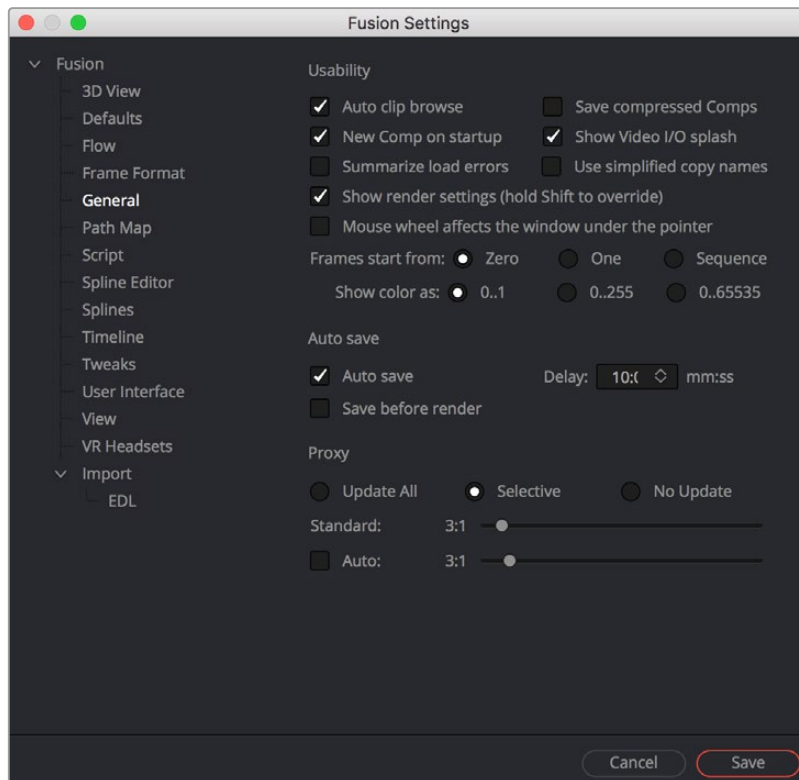 Fusion Settings
Fusion
3D View
Defaults
Flow
Frame Format
General
Path Map
Script
Spline Editor
Splines
Timeline
Tweaks
User Interface
View
VR Headsets
Import
EDL
Usability
Auto clip browse Save compressed Comps
New Comp on startup Show Video I/O splash
Summarize load errors Use simplified copy names
Show render settings (hold Shift to override)
Mouse wheel affects the window under the pointer
Frames start from: Zero One Sequence
Show color as: 0..1 0..255 0..65535
Auto save
Auto save Delay: 10:( mm:ss
Save before render
Proxy
Update All Selective No Update
Standard: 3:1
Auto: 3:1
Cancel Save